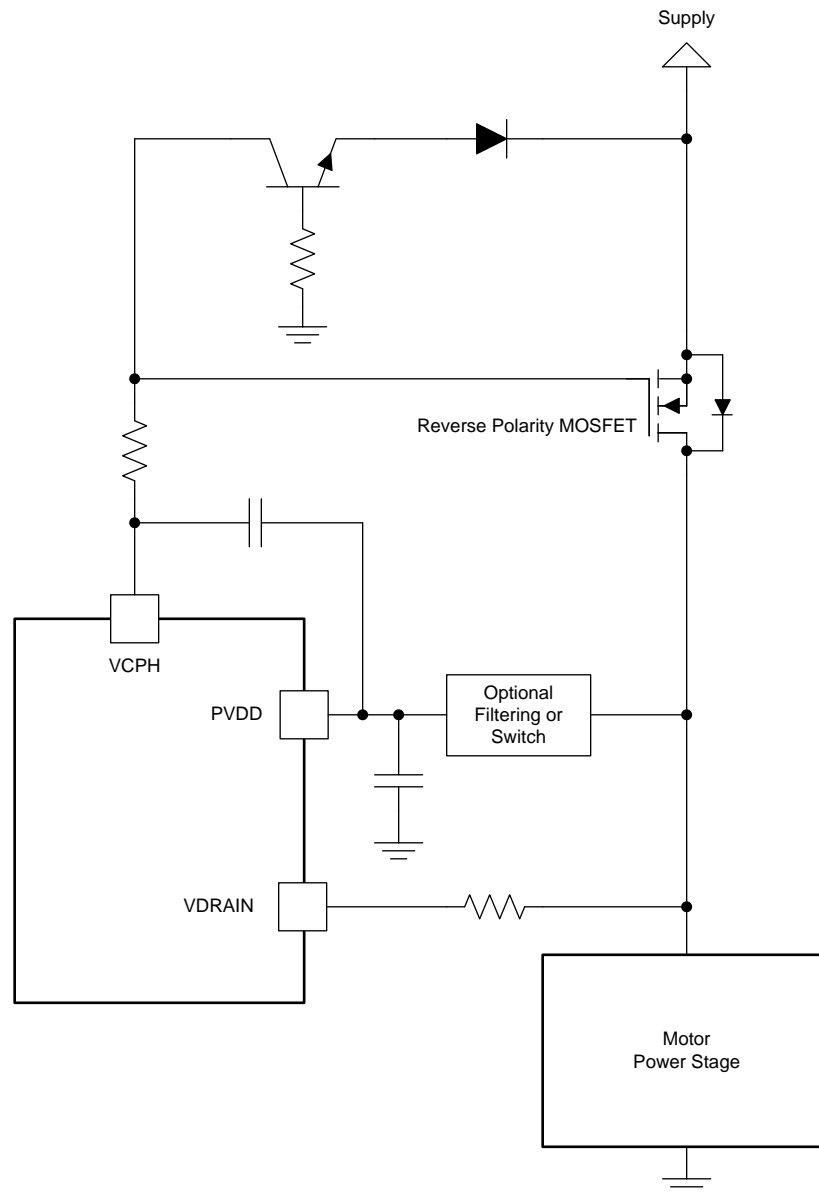 Supply
Reverse Polarity MOSFET
VCPH
PVDD
Optional
Filtering or
Switch
VDRAIN
Motor
Power Stage